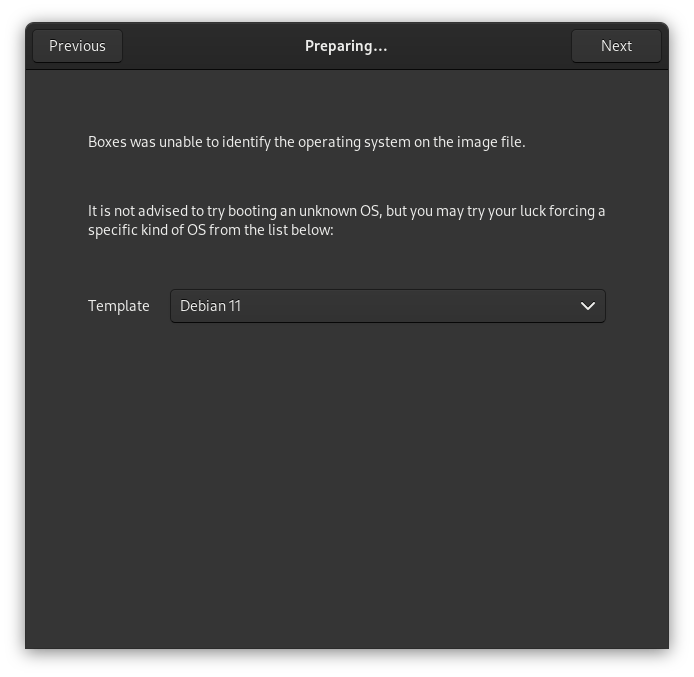 Previous
Preparing...
Next
Boxes was unable to identify the operating system on the image file.
It is not advised to try booting an unknown OS, but you may try your luck forcing a
specific kind of OS from the list below:
Template
Debian 11